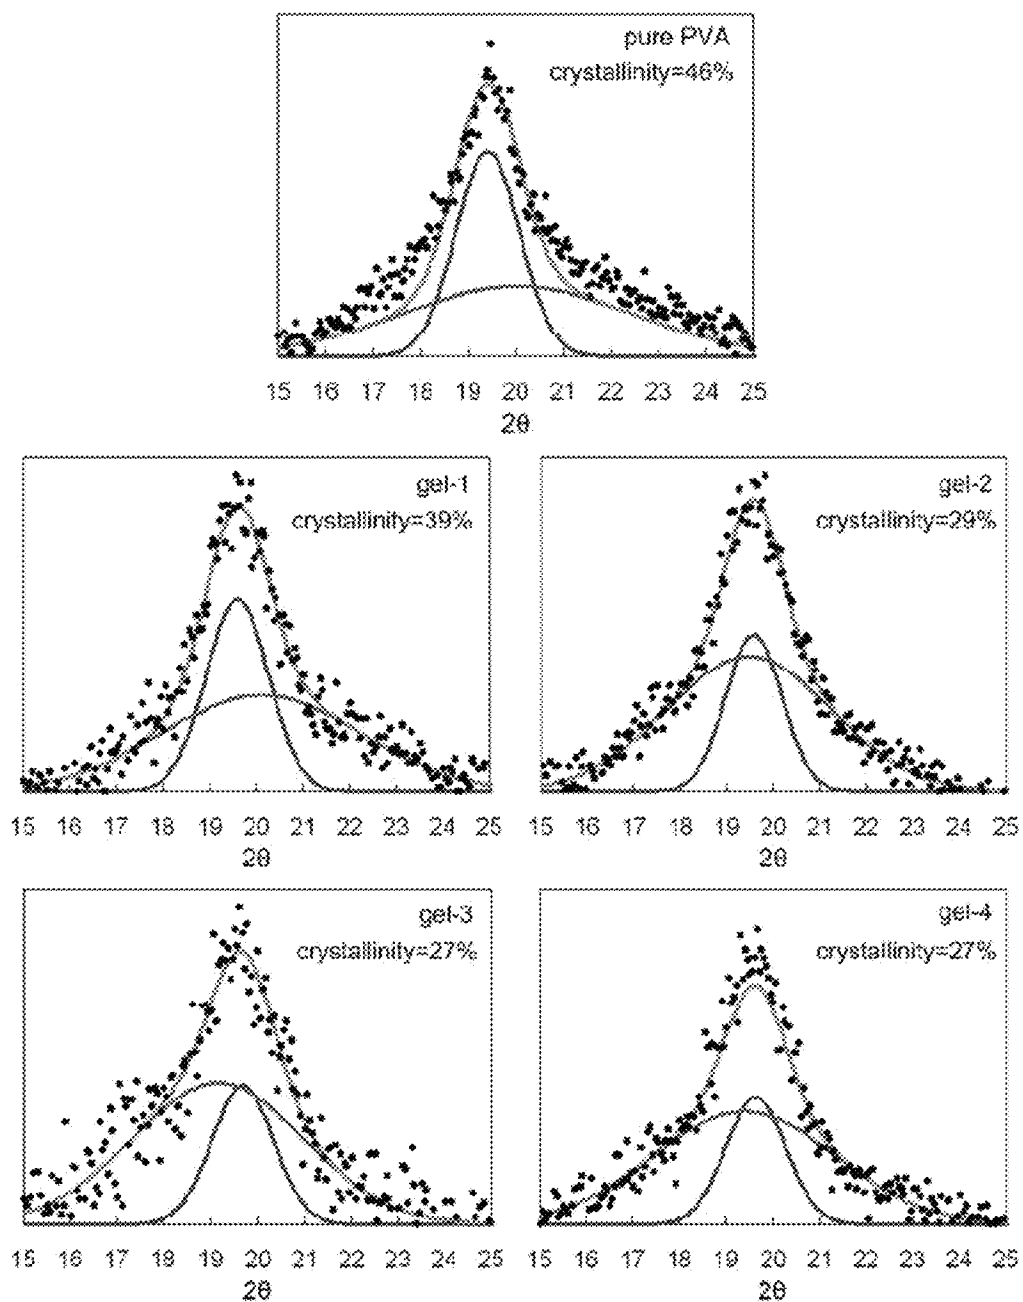 pure PVA
crystallinity=46%
15 16 17 18 19 20 21 22 23 24 25
2θ
gel-1
crystallinity=39%
15 16 17 18 19 20 21 22 23 24 25
2θ
gel-2
crystallinity=29%
15 16 17 18 19 20 21 22 23 24 25
2θ
gel-3
crystallinity=27%
15 16 17 18 19 20 21 22 23 24 25
2θ
gel-4
crystallinity=27%
15 16 17 18 19 20 21 22 23 24 25
2θ